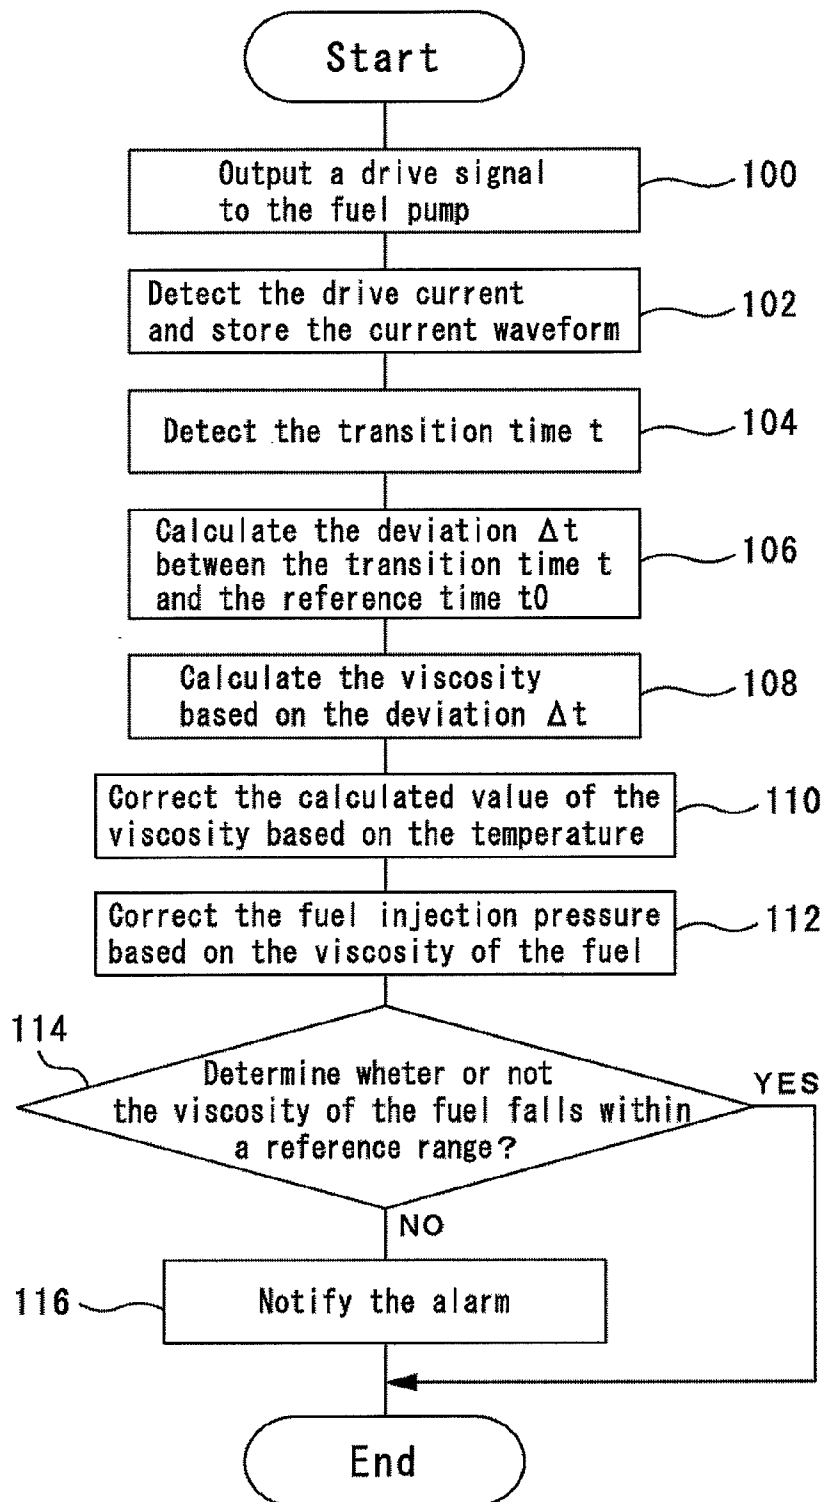 Start
Output a drive signal
to the fuel pump
100
Detect the drive current
and store the current waveform
102
Detect the transition time t
104
Calculate the deviation Δt
between the transition time t
and the reference time t0
106
Calculate the viscosity
based on the deviation Δt
108
Correct the calculated value of the
viscosity based on the temperature
110
Correct the fuel injection pressure
based on the viscosity of the fuel
112
114
Determine wheter or not
the viscosity of the fuel falls within
a reference range?
YES
NO
116
Notify the alarm
End